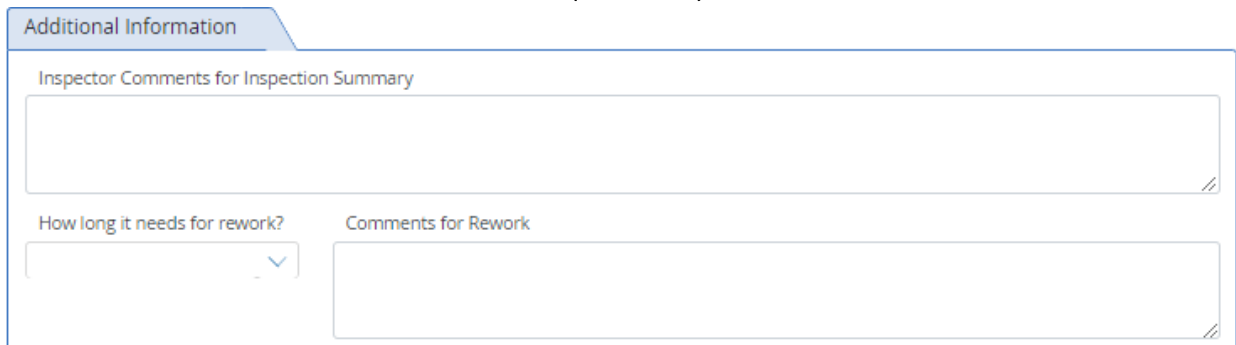 Additional Information
Inspector Comments for Inspection Summary
How long it needs for rework?
Comments for Rework